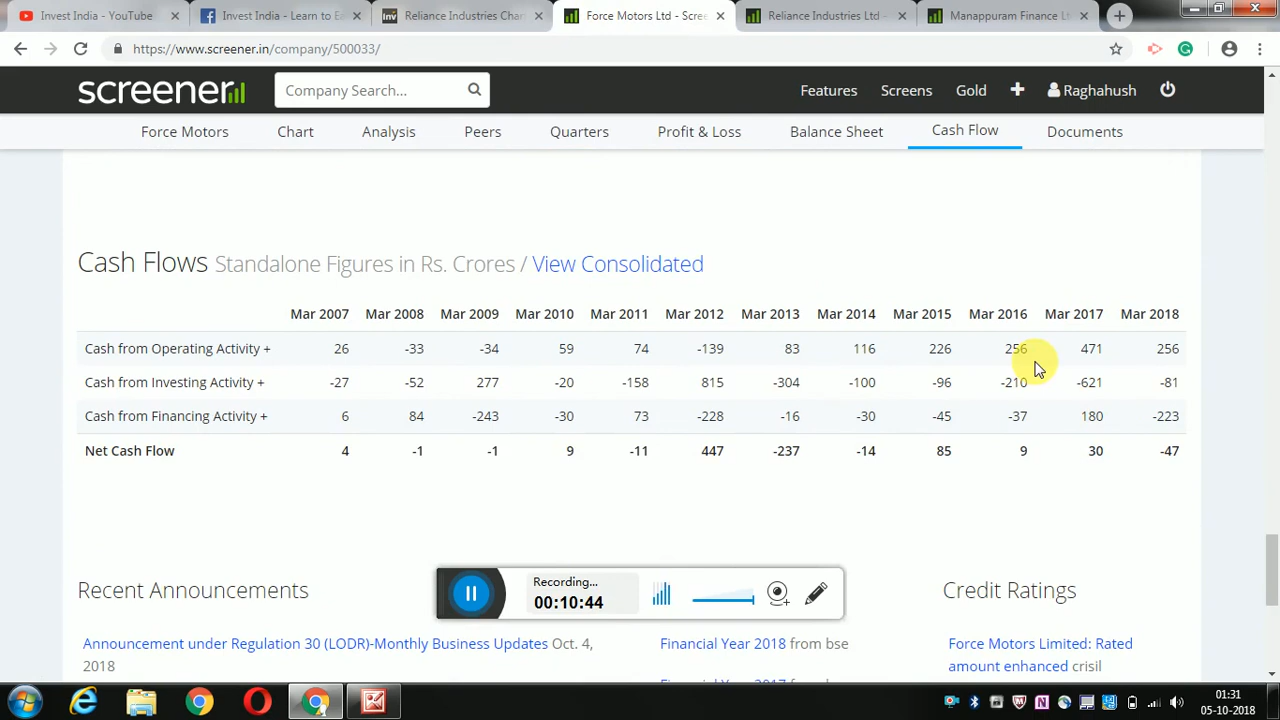 Invest India - YouTube
Invest India - Learn to Ea
Reliance Industries
Force Motors Ltd - Scree
Reliance Industries Ltd -
Manappuram Finance Lt
https://www.screener.in/company/500033/
screener
Company Search...
Features Screens Gold Raghahush
Force Motors Chart Analysis Peers Quarters Profit & Loss Balance Sheet Cash Flow Documents
Cash Flows Standalone Figures in Rs. Crores / View Consolidated
Mar 2007 Mar 2008 Mar 2009 Mar 2010 Mar 2011 Mar 2012 Mar 2013 Mar 2014 Mar 2015 Mar 2016 Mar 2017 Mar 2018
Cash from Operating Activity + 26 -33 -34 59 74 -139 83 116 226 256 471 256
Cash from Investing Activity + -27 -52 277 -20 -158 815 -304 -100 -96 -210 -621 -81
Cash from Financing Activity + 6 84 -243 -30 73 -228 -16 -30 -45 -37 180 -223
Net Cash Flow 4 -1 -1 9 -11 447 -237 -14 85 9 30 -47
Recording...
00:10:44
Recent Announcements
Credit Ratings
Announcement under Regulation 30 (LODR)-Monthly Business Updates Oct. 4,
2018
Financial Year 2018 from bse
Force Motors Limited: Rated
amount enhanced crisil
01:31
05-10-2018